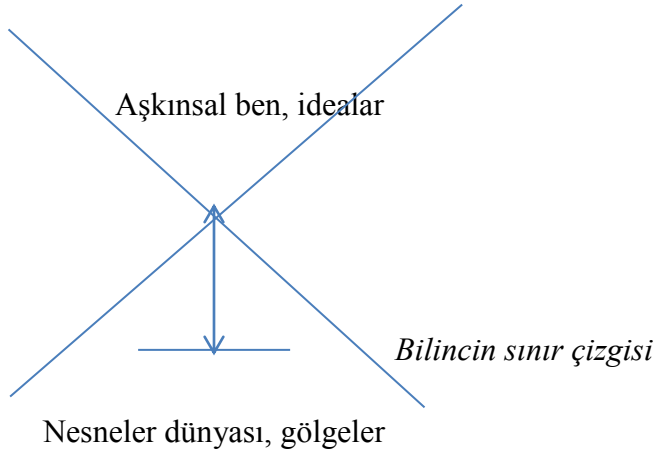 Aşkınsal ben, idealar
Bilincin sınır çizgisi
Nesneler dünyası, gölgeler